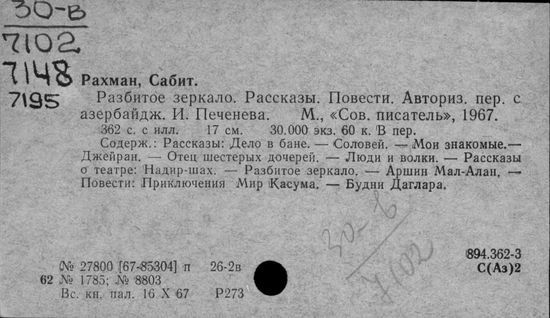 30-в
7102
7148
7195
Рахман, Сабит.
Разбитое зеркало. Рассказы. Повести. Авториз. пер. с
азербайдж. И. Печенева. М., «Сов. писатель», 1967.
362 с. с илл. 17 см. 30.000 экз. 60 к. В пер.
Содерж.: Рассказы: Дело в бане. — Соловей. — Мои знакомые.—
Джейран. — Отец шестерых дочерей. — Люди и волки. — Рассказы
о театре: Надир-шах. — Разбитое зеркало. — Аршин Мал-Алан. —
Повести: Приключения Мир Касума. — Будни Даглара.
30-в
7102
894.362-3
С(Аз)2
№ 27800 [67-85304] п 26-2в
62 № 1785; № 8803
Вс. кн. пал. 16 X 67 Р273